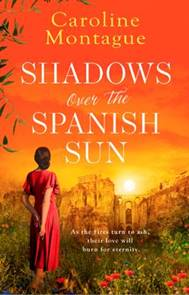 Caroline
Montague
SHADOWS
Over the
SPANISH
SUN
As the fires turn to ash,
their love will
burn for eternity.